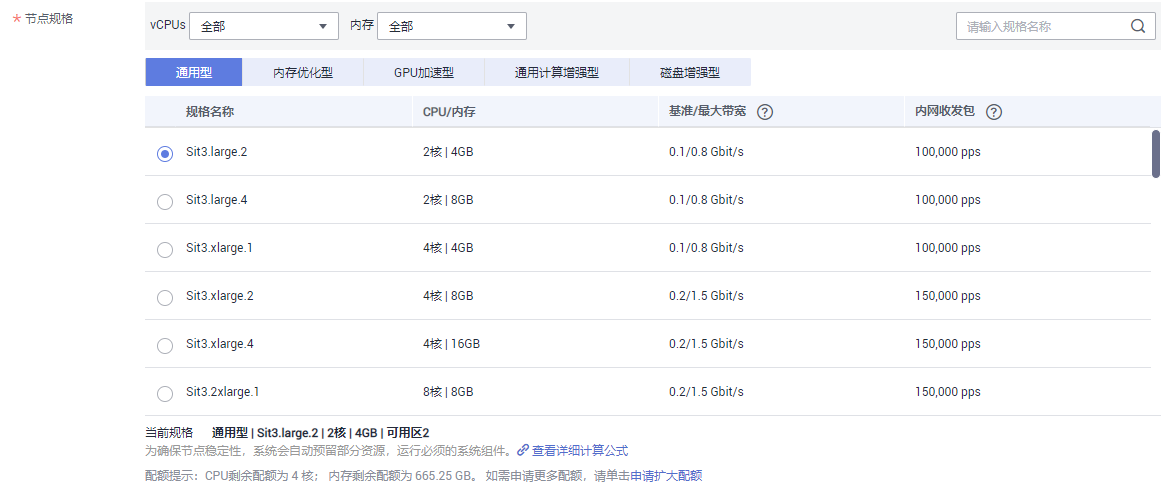 * 节点规格
vCPUs 全部 内存 全部 请输入规格名称
通用型 内存优化型 GPU加速型 通用计算增强型 磁盘增强型
规格名称 CPU/内存 基准/最大带宽 ? 内网收发包 ?
Sit3.large.2 2核 | 4GB 0.1/0.8 Gbit/s 100,000 pps
Sit3.large.4 2核 | 8GB 0.1/0.8 Gbit/s 100,000 pps
Sit3.xlarge.1 4核 | 4GB 0.1/0.8 Gbit/s 100,000 pps
Sit3.xlarge.2 4核 | 8GB 0.2/1.5 Gbit/s 150,000 pps
Sit3.xlarge.4 4核 | 16GB 0.2/1.5 Gbit/s 150,000 pps
Sit3.2xlarge.1 8核 | 8GB 0.2/1.5 Gbit/s 150,000 pps
当前规格 通用型 | Sit3.large.2 | 2核 | 4GB | 可用区2
为确保节点稳定性，系统会自动预留部分资源，运行必须的系统组件。 查看详细计算公式
配额提示：CPU剩余配额为 4 核； 内存剩余配额为 665.25 GB。 如需申请更多配额，请单击申请扩大配额